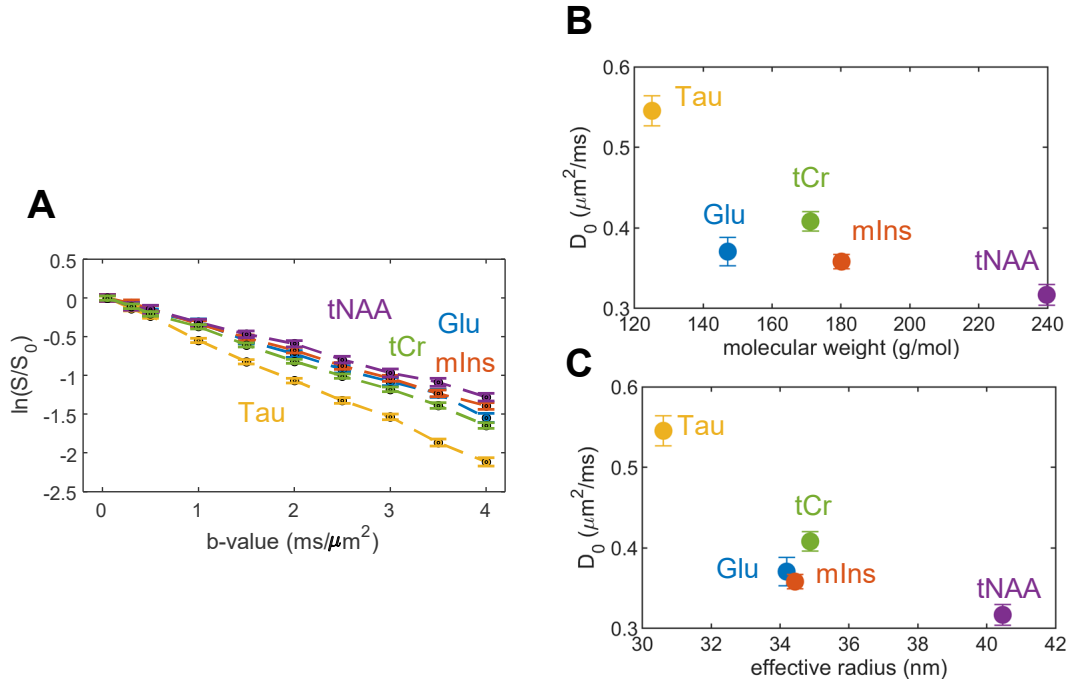 A
0.5
0
-0.5
-1
-1.5
-2
-2.5
ln(S/S0)
tNAA
Glu
tCr
mIns
Tau
0 1 2 3 4
b-value (ms/μm2)
B
0.6
0.5
0.4
0.3
D0 (μm2/ms)
Tau
tCr
Glu
mIns
tNAA
120 140 160 180 200 220 240
molecular weight (g/mol)
C
0.6
0.5
0.4
0.3
D0 (μm2/ms)
Tau
tCr
Glu
mIns
tNAA
30 32 34 36 38 40 42
effective radius (nm)